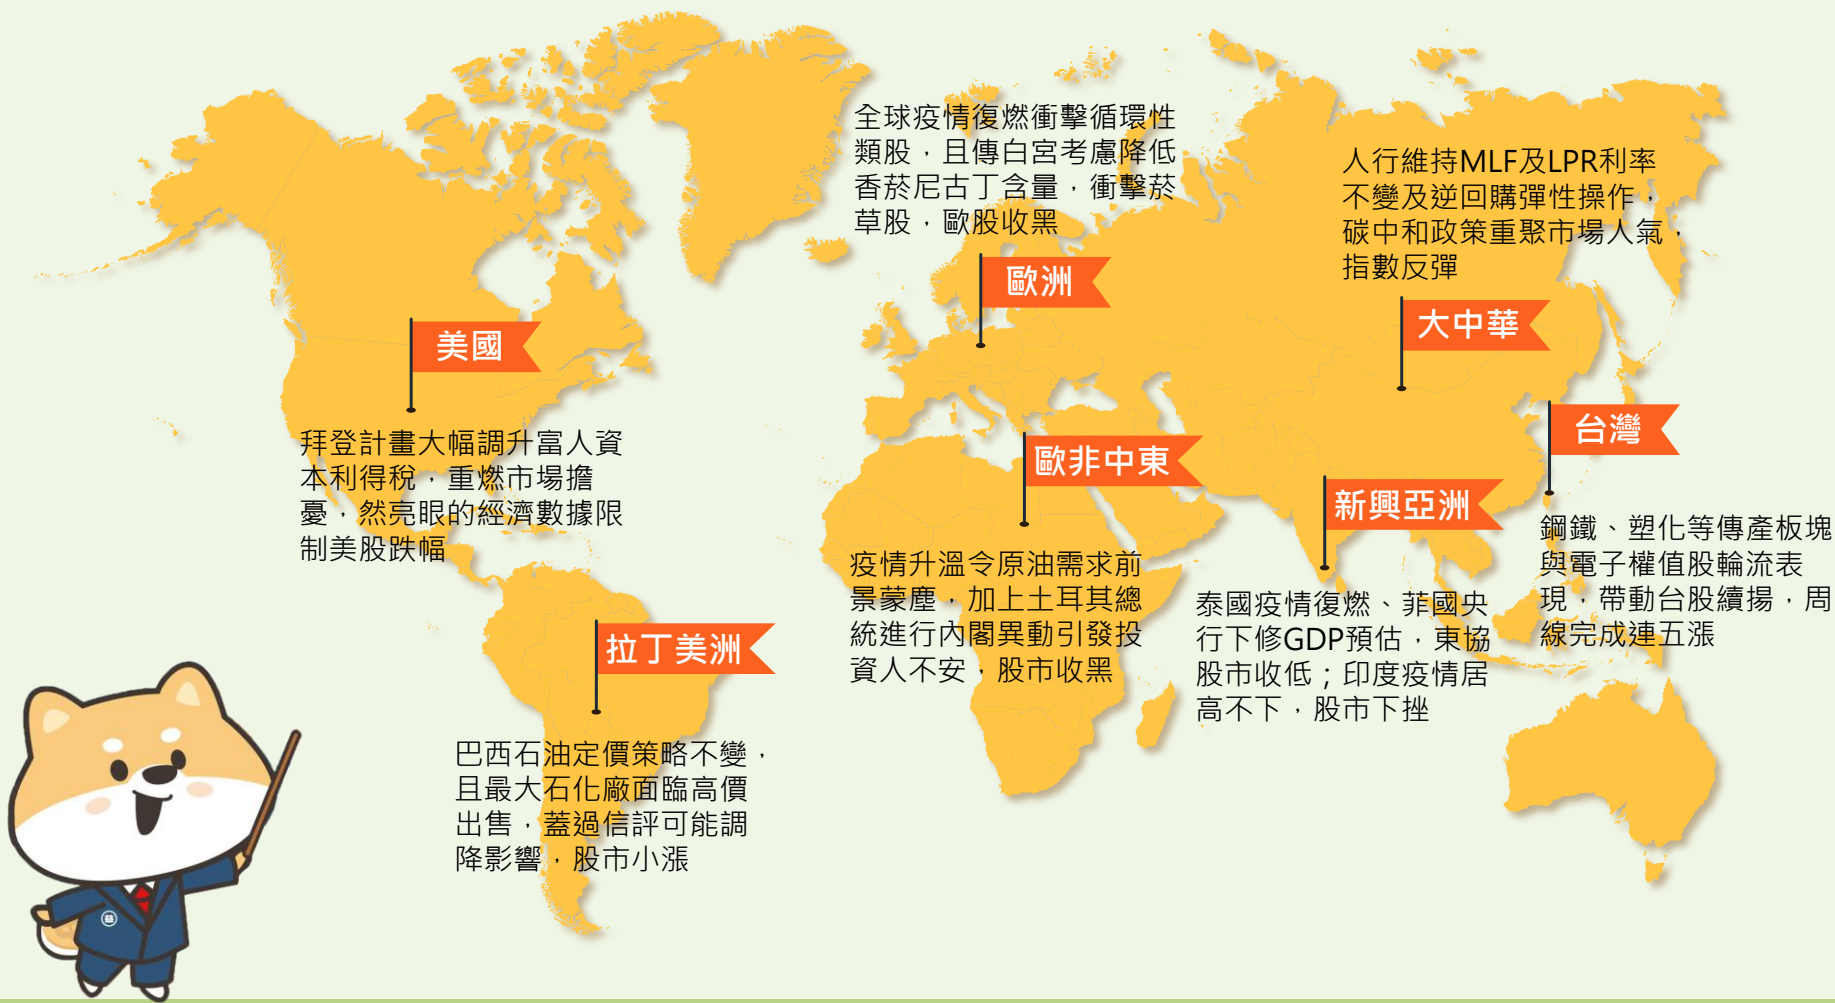 全球疫情復燃衝擊循環性
類股，且傳白宮考慮降低
香菸尼古丁含量，衝擊菸
草股，歐股收黑
歐洲
人行維持MLF及LPR利率
不變及逆回購彈性操作，
碳中和政策重聚市場人氣，
指數反彈
大中華
美國
拜登計畫大幅調升富人資
本利得稅，重燃市場擔
憂，然亮眼的經濟數據限
制美股跌幅
歐非中東
疫情升溫令原油需求前
景蒙塵，加上土耳其總
統進行內閣異動引發投
資人不安，股市收黑
新興亞洲
泰國疫情復燃、菲國央
行下修GDP預估，東協
股市收低；印度疫情居
高不下，股市下挫
台灣
鋼鐵、塑化等傳產板塊
與電子權值股輪流表
現，帶動台股續揚，周
線完成連五漲
拉丁美洲
巴西石油定價策略不變，
且最大石化廠面臨高價
出售，蓋過信評可能調
降影響，股市小漲